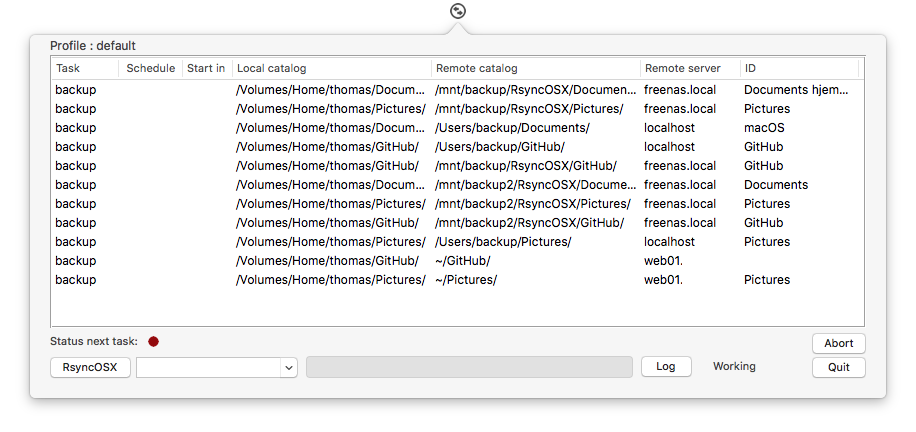 Profile : default
Task Schedule Start in Local catalog Remote catalog Remote server ID
backup /Volumes/Home/thomas/Docum... /mnt/backup/RsyncOSX/Documen... freenas.local Documents hjem...
backup /Volumes/Home/thomas/Pictures/ /mnt/backup/RsyncOSX/Pictures/ freenas.local Pictures
backup /Volumes/Home/thomas/Docum... /Users/backup/Documents/ localhost macOS
backup /Volumes/Home/thomas/GitHub/ /Users/backup/GitHub/ localhost GitHub
backup /Volumes/Home/thomas/GitHub/ /mnt/backup/RsyncOSX/GitHub/ freenas.local GitHub
backup /Volumes/Home/thomas/Docum... /mnt/backup2/RsyncOSX/Docume... freenas.local Documents
backup /Volumes/Home/thomas/Pictures/ /mnt/backup2/RsyncOSX/Pictures/ freenas.local Pictures
backup /Volumes/Home/thomas/GitHub/ /mnt/backup2/RsyncOSX/GitHub/ freenas.local GitHub
backup /Volumes/Home/thomas/Pictures/ /Users/backup/Pictures/ localhost Pictures
backup /Volumes/Home/thomas/GitHub/ ~/GitHub/ web01.
backup /Volumes/Home/thomas/Pictures/ ~/Pictures/ web01. Pictures
Status next task: Abort
RsyncOSX Log Working Quit